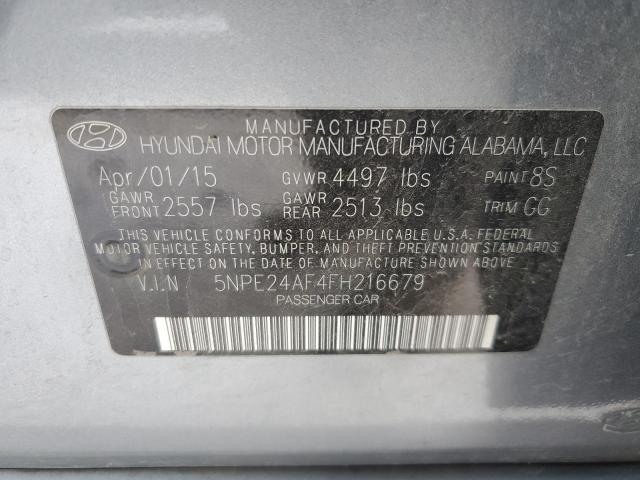 MANUFACTURED BY
HYUNDAI MOTOR MANUFACTURING ALABAMA, LLC
Apr/01/15 GVWR 4497 lbs PAINT 8S
GAWR FRONT 2557 lbs GAWR REAR 2513 lbs TRIM GG
THIS VEHICLE CONFORMS TO ALL APPLICABLE U.S.A. FEDERAL
MOTOR VEHICLE SAFETY, BUMPER, AND THEFT PREVENTION STANDARDS
IN EFFECT ON THE DATE OF MANUFACTURE SHOWN ABOVE.
V.I.N 5NPE24AF4FH216679
PASSENGER CAR